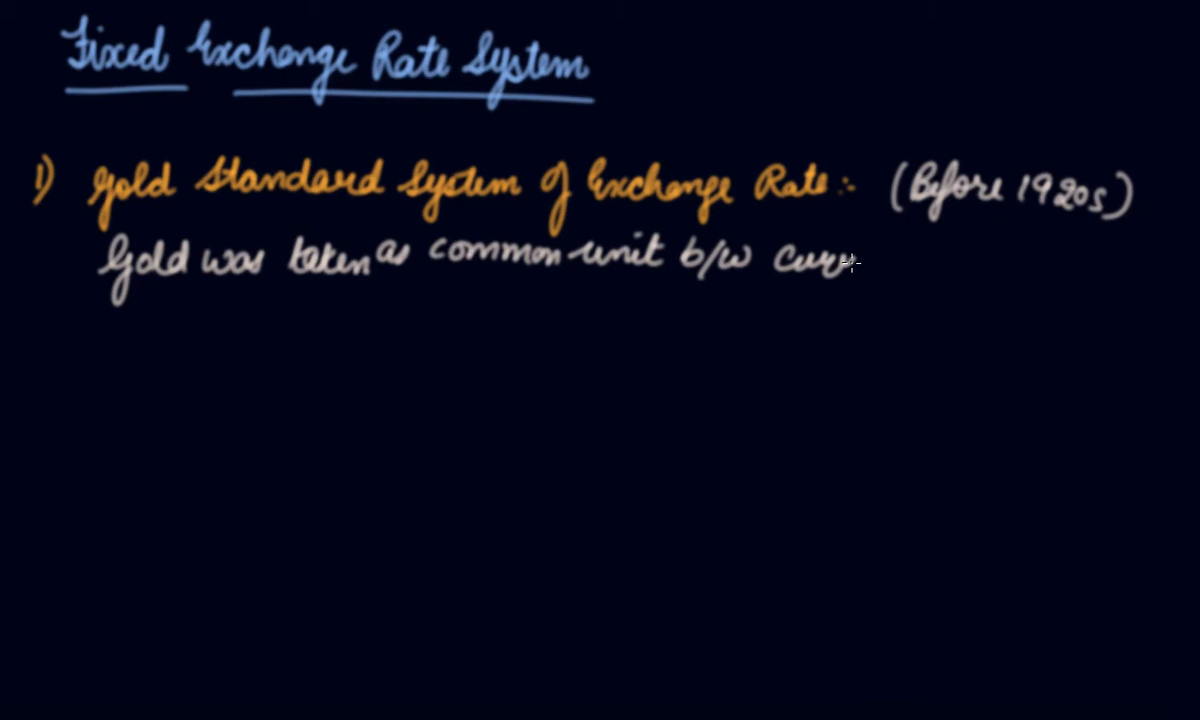 Fixed Exchange Rate System
1) Gold Standard System of Exchange Rate :- (Before 1920s)
Gold was taken as common unit b/w curr